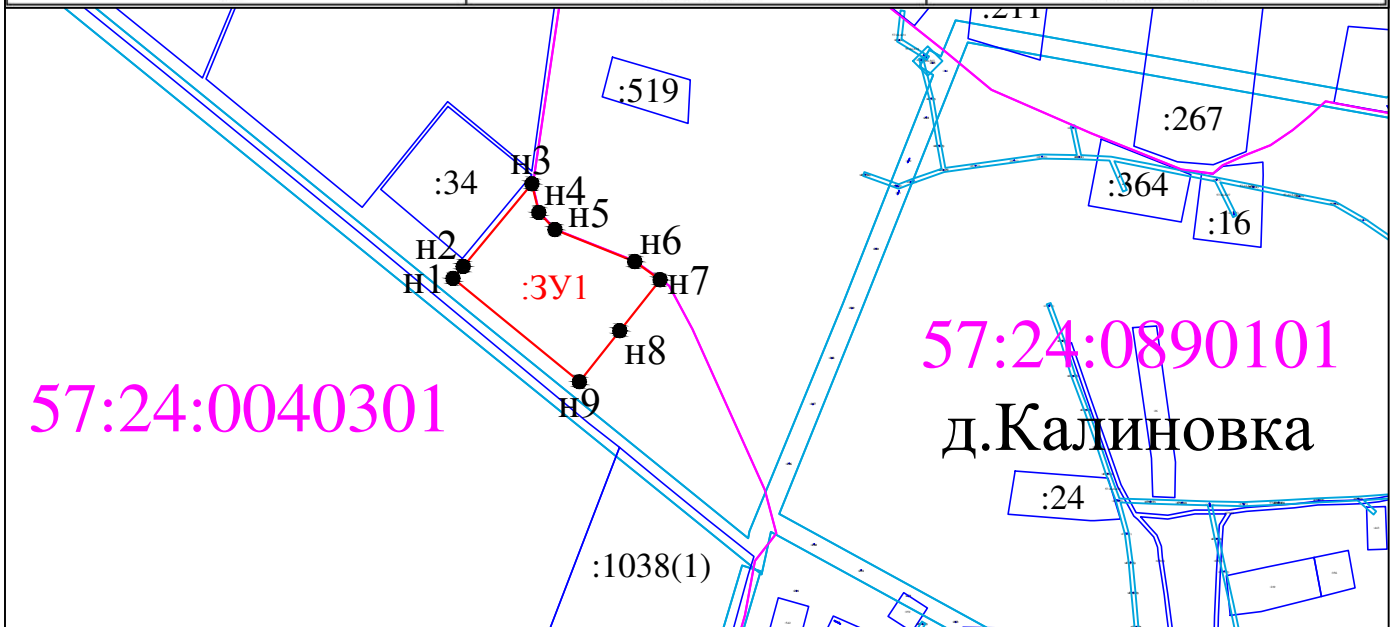 :211
:519
:267
н3
:34
:364
н4
н5
:16
н2
н6
н1
:ЗУ1
н7
57:24:0890101
н8
57:24:0040301
н9
д.Калиновка
:24
:1038(1)